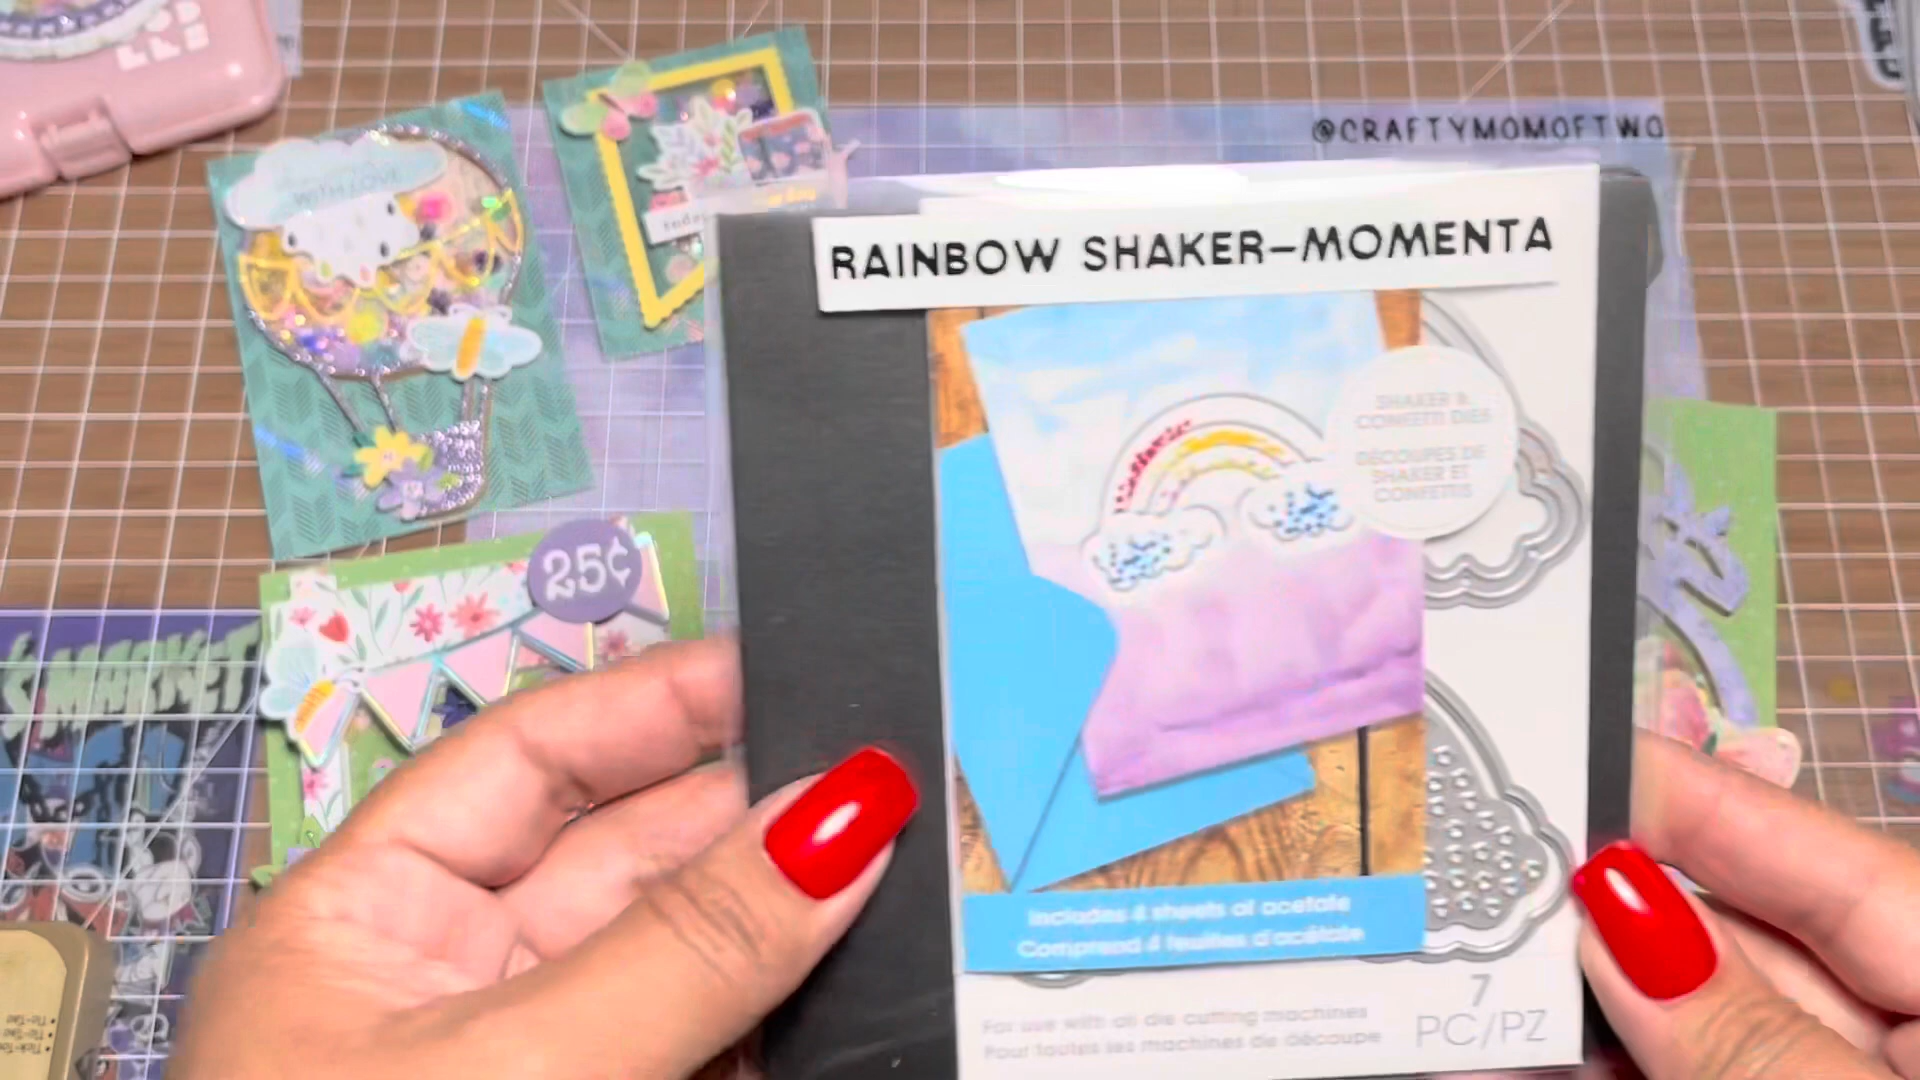 @CRAFTYMOMOFTWO
WITH LOVE
RAINBOW SHAKER-MOMENTA
SHAKER &
CONFETTI DIES
DÉCOUPES DE
SHAKER ET
CONFETTIS
25¢
Includes 4 sheets of acetate
Comprend 4 feuilles d'acétate
7
PC/PZ
For use with all die cutting machines
Pour toutes les machines de découpe